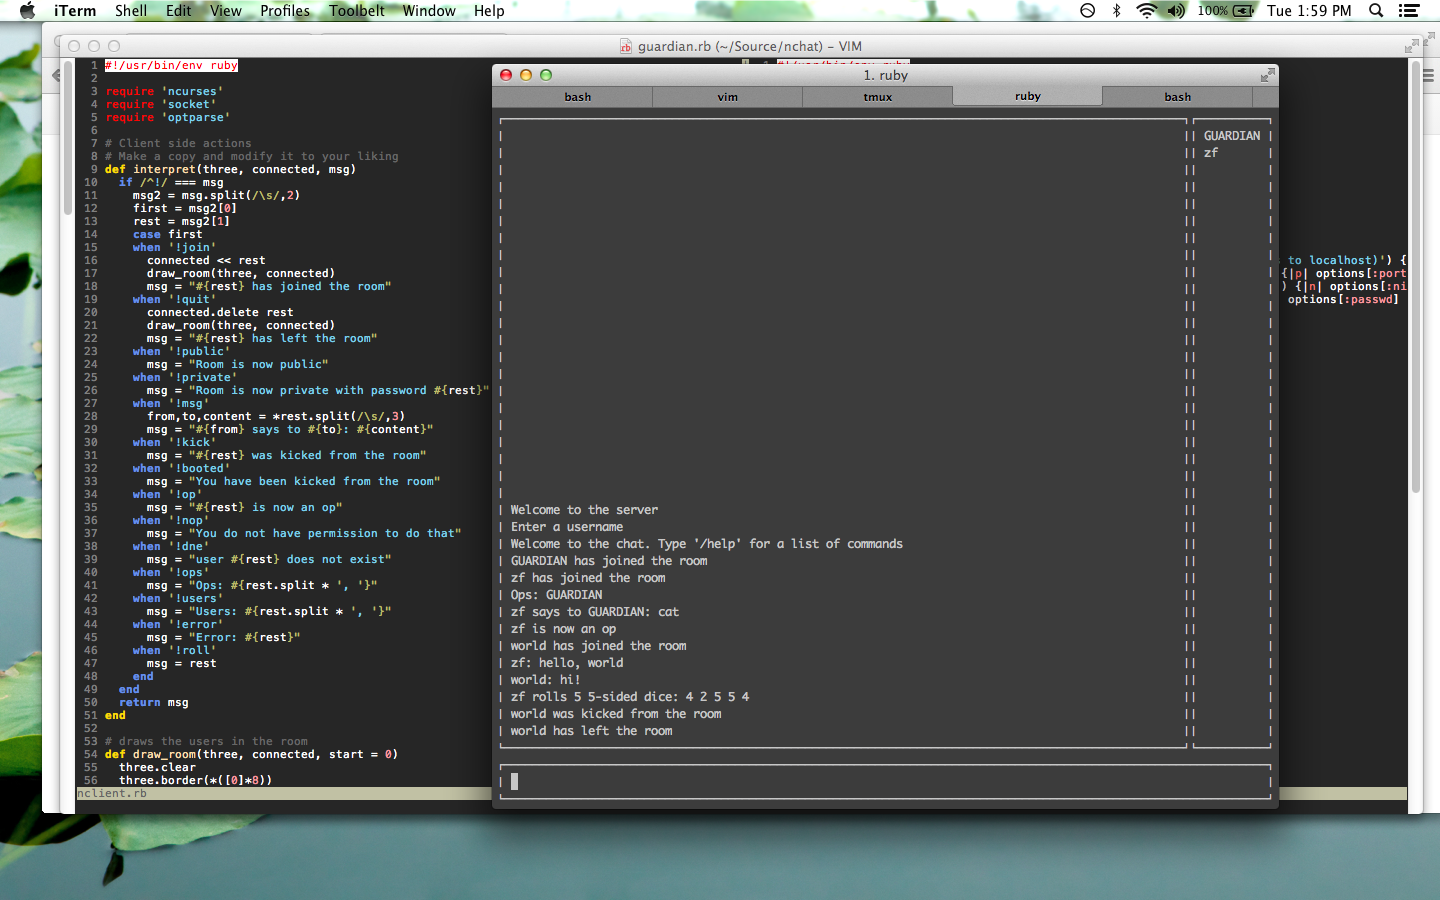 iTerm Shell Edit View Profiles Toolbelt Window Help 100% Tue 1:59 PM
guardian.rb (~/Source/nchat) – VIM
1 #!/usr/bin/env ruby
2
3 require 'ncurses'
4 require 'socket'
5 require 'optparse'
6
7 # Client side actions
8 # Make a copy and modify it to your liking
9 def interpret(three, connected, msg)
10 if /^!/ === msg
11 msg2 = msg.split(/\s/,2)
12 first = msg2[0]
13 rest = msg2[1]
14 case first
15 when '!join'
16 connected << rest
17 draw_room(three, connected)
18 msg = "#{rest} has joined the room"
19 when '!quit'
20 connected.delete rest
21 draw_room(three, connected)
22 msg = "#{rest} has left the room"
23 when '!public'
24 msg = "Room is now public"
25 when '!private'
26 msg = "Room is now private with password #{rest}"
27 when '!msg'
28 from,to,content = *rest.split(/\s/,3)
29 msg = "#{from} says to #{to}: #{content}"
30 when '!kick'
31 msg = "#{rest} was kicked from the room"
32 when '!booted'
33 msg = "You have been kicked from the room"
34 when '!op'
35 msg = "#{rest} is now an op"
36 when '!nop'
37 msg = "You do not have permission to do that"
38 when '!dne'
39 msg = "user #{rest} does not exist"
40 when '!ops'
41 msg = "Ops: #{rest.split * ', '}"
42 when '!users'
43 msg = "Users: #{rest.split * ', '}"
44 when '!error'
45 msg = "Error: #{rest}"
46 when '!roll'
47 msg = rest
48 end
49 end
50 return msg
51 end
52
53 # draws the users in the room
54 def draw_room(three, connected, start = 0)
55 three.clear
56 three.border(*([0]*8))
nclient.rb
1. ruby
bash vim tmux ruby bash
GUARDIAN
zf
Welcome to the server
Enter a username
Welcome to the chat. Type '/help' for a list of commands
GUARDIAN has joined the room
zf has joined the room
Ops: GUARDIAN
zf says to GUARDIAN: cat
zf is now an op
world has joined the room
zf: hello, world
world: hi!
zf rolls 5 5-sided dice: 4 2 5 5 4
world was kicked from the room
world has left the room
to localhost)') {
{|p| options[:port
) {|n| options[:ni
options[:passwd]